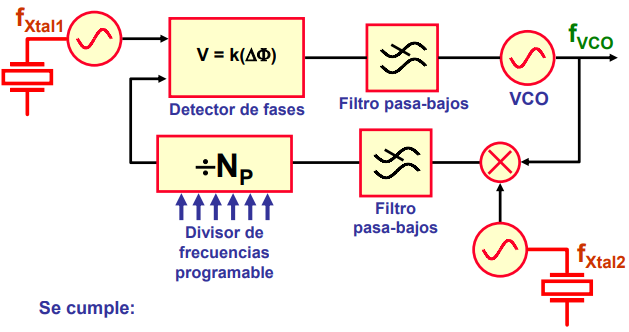 fXtal1
V = k(ΔΦ)
Detector de fases
Filtro pasa-bajos
VCO
fVCO
÷NP
Divisor de
frecuencias
programable
Filtro
pasa-bajos
fXtal2
Se cumple: